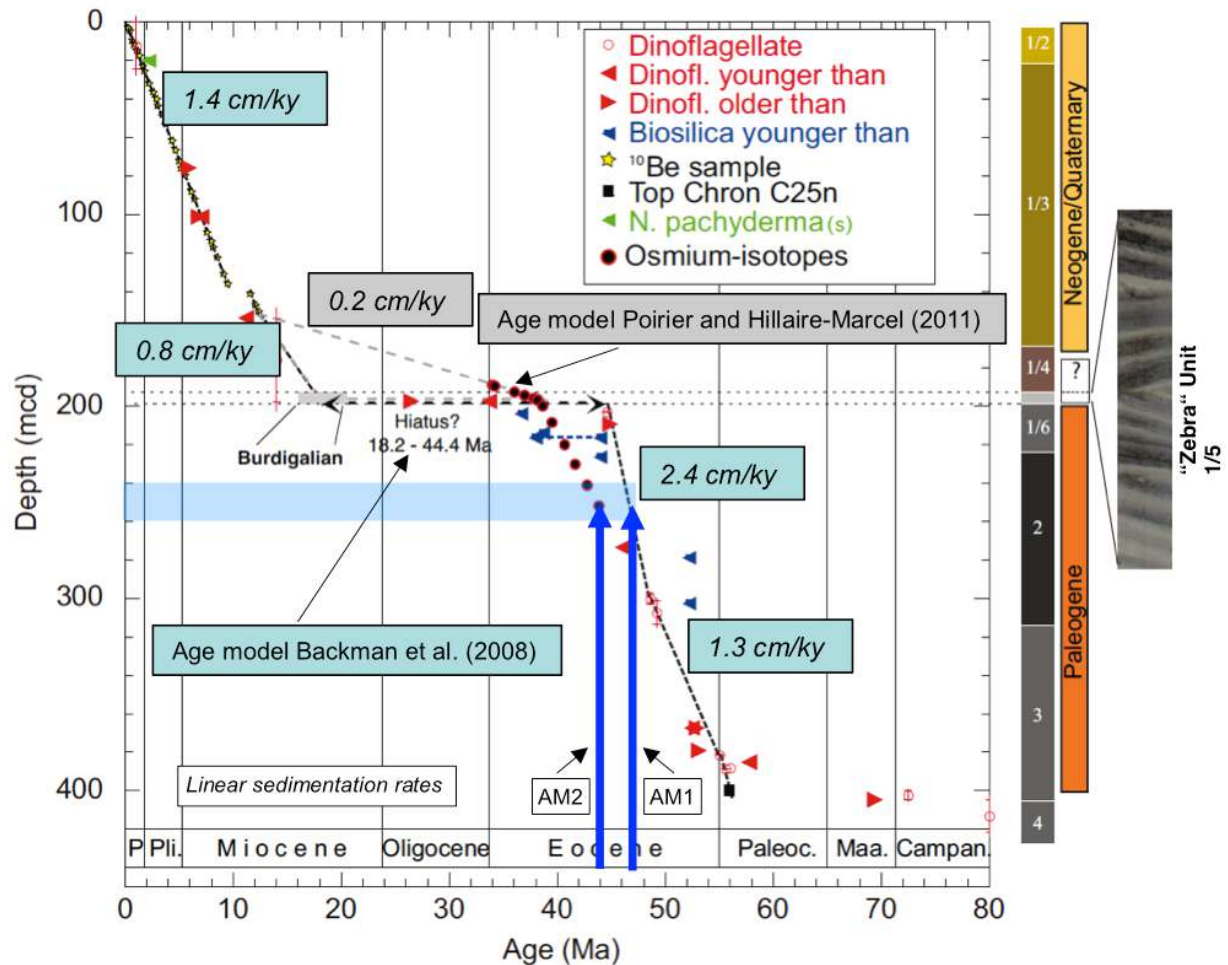 0
100
200
300
400
Depth (mcd)
1.4 cm/ky
Dinoflagellate
Dinofl. younger than
Dinofl. older than
Biosilica younger than
¹⁰Be sample
Top Chron C25n
N. pachyderma(s)
Osmium-isotopes
0.2 cm/ky
Age model Poirier and Hillaire-Marcel (2011)
0.8 cm/ky
Hiatus?
18.2 - 44.4 Ma
Burdigalian
2.4 cm/ky
Age model Backman et al. (2008)
1.3 cm/ky
Linear sedimentation rates
AM2
AM1
P Pli. Miocene Oligocene Eocene Paleoc. Maa. Campan.
0 10 20 30 40 50 60 70 80
Age (Ma)
1/2
1/3
1/4
1/6
2
3
4
Neogene/Quaternary
?
Paleogene
"Zebra" Unit
1/5